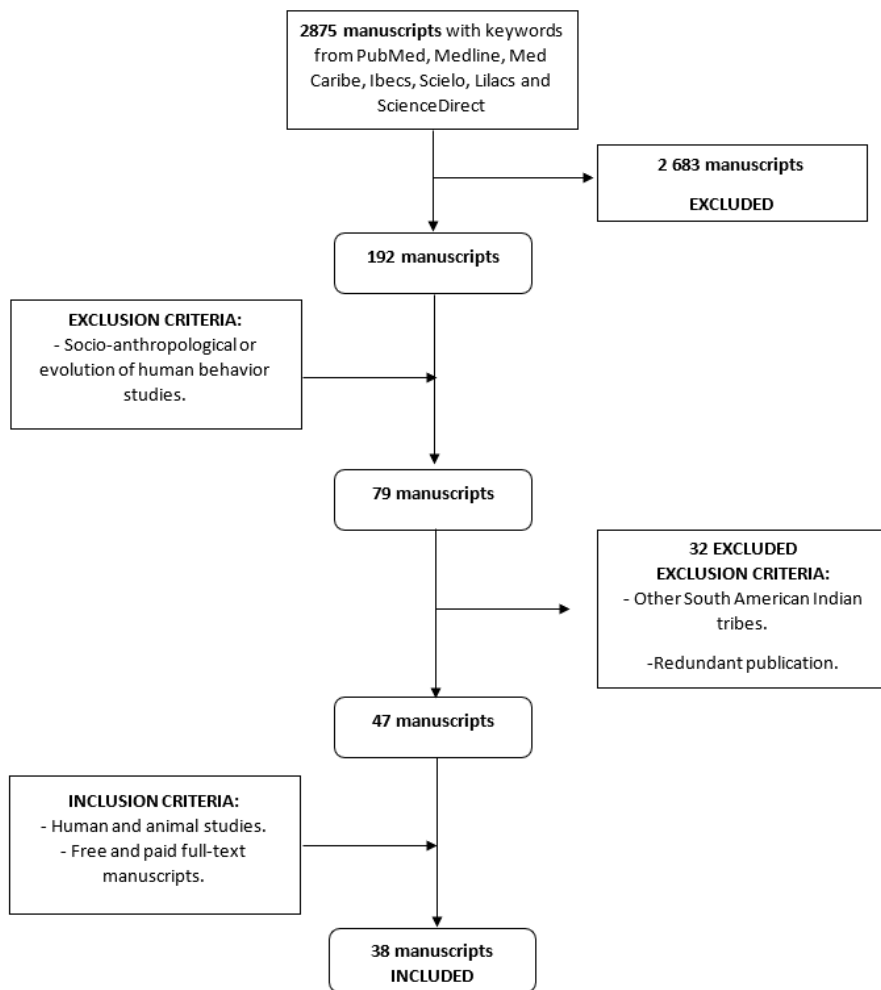 2875 manuscripts with keywords
from PubMed, Medline, Med
Caribe, Ibecs, Scielo, Lilacs and
ScienceDirect
2 683 manuscripts
EXCLUDED
192 manuscripts
EXCLUSION CRITERIA:
- Socio-anthropological or
evolution of human behavior
studies.
79 manuscripts
32 EXCLUDED
EXCLUSION CRITERIA:
- Other South American Indian
tribes.
-Redundant publication.
47 manuscripts
INCLUSION CRITERIA:
- Human and animal studies.
- Free and paid full-text
manuscripts.
38 manuscripts
INCLUDED